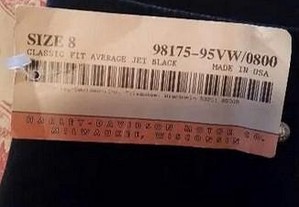 SIZE 8 98175-95VW/0800
CLASSIC FIT AVERAGE JET BLACK MADE IN USA
HARLEY-DAVIDSON MOTOR CO.
MILWAUKEE, WISCONSIN